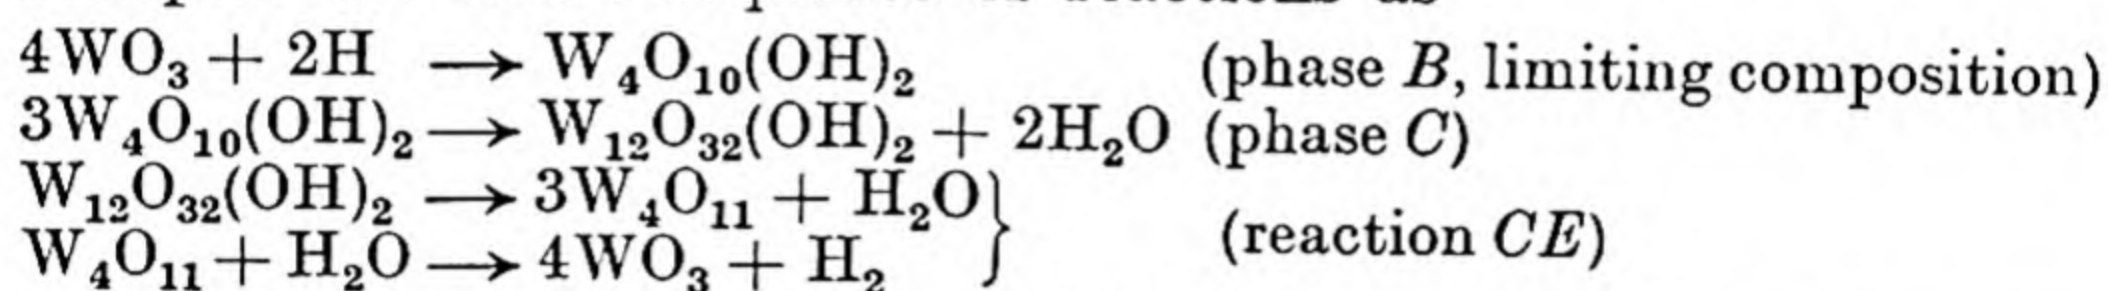 4WO₃ + 2H ⟶ W₄O₁₀(OH)₂ (phase B, limiting composition)
3W₄O₁₀(OH)₂ ⟶ W₁₂O₃₂(OH)₂ + 2H₂O (phase C)
W₁₂O₃₂(OH)₂ ⟶ 3W₄O₁₁ + H₂O}
W₄O₁₁ + H₂O ⟶ 4WO₃ + H₂ (reaction CE)